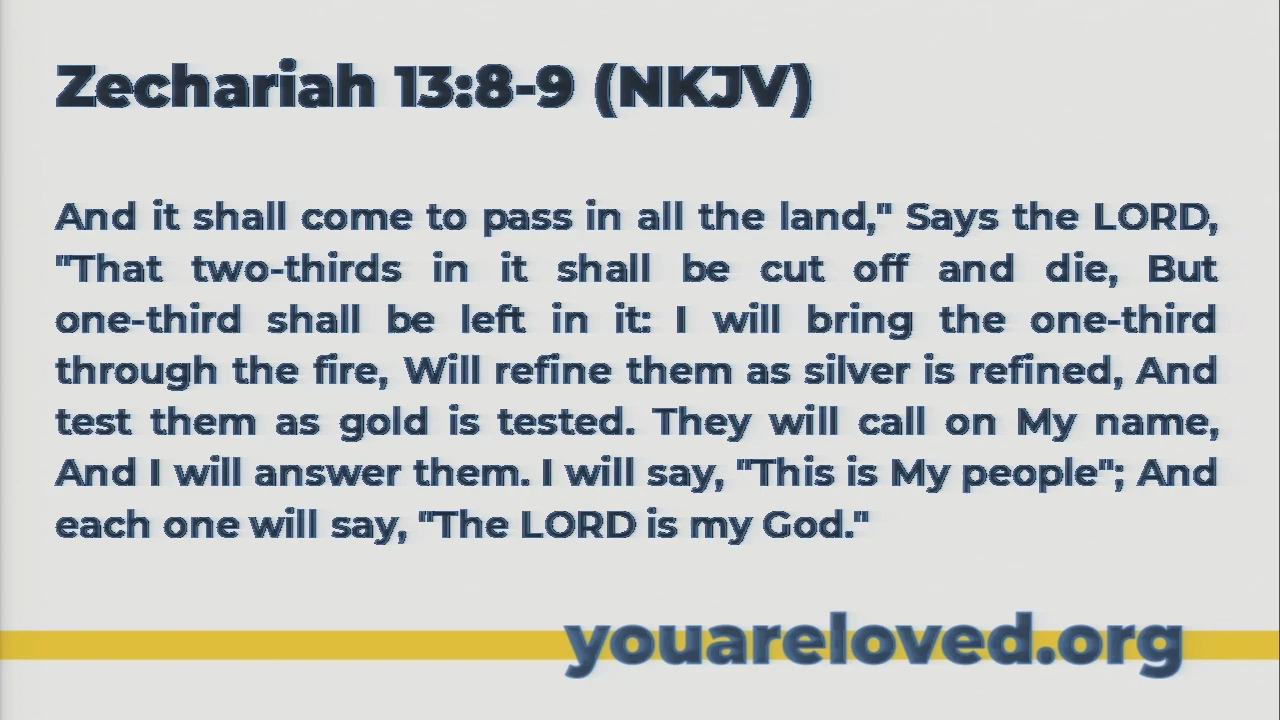 Zechariah 13:8-9 (NKJV)
And it shall come to pass in all the land," Says the LORD,
"That two-thirds in it shall be cut off and die, But
one-third shall be left in it: I will bring the one-third
through the fire, Will refine them as silver is refined, And
test them as gold is tested. They will call on My name,
And I will answer them. I will say, "This is My people"; And
each one will say, "The LORD is my God."
youareloved.org